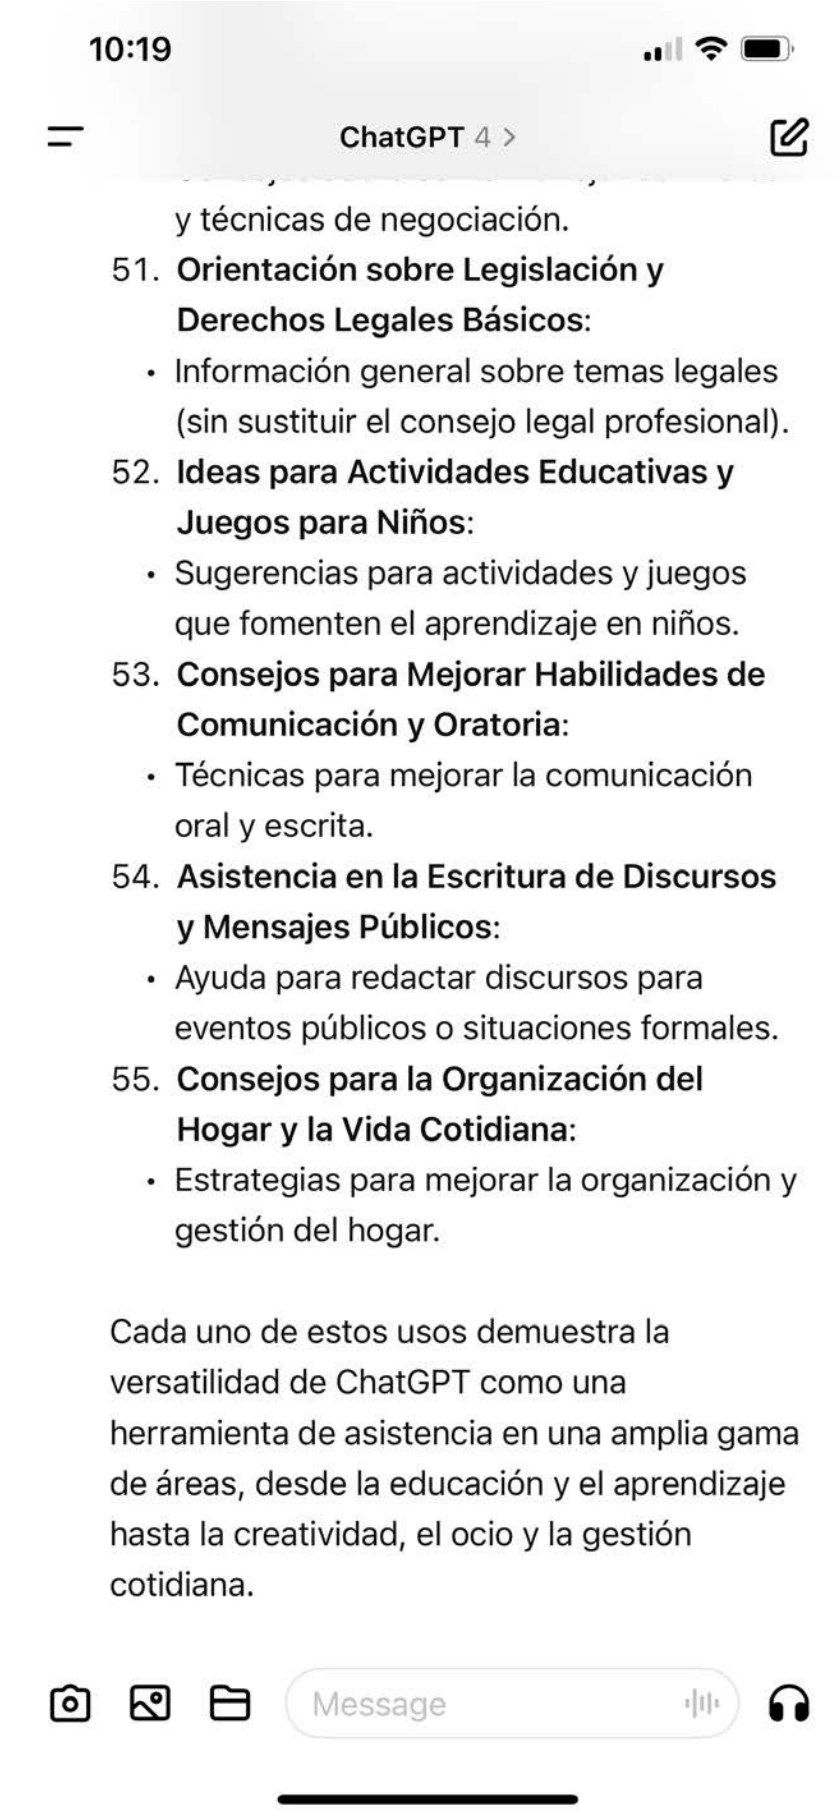 10:19
ChatGPT 4 >
y técnicas de negociación.
51. Orientación sobre Legislación y
Derechos Legales Básicos:
• Información general sobre temas legales
(sin sustituir el consejo legal profesional).
52. Ideas para Actividades Educativas y
Juegos para Niños:
• Sugerencias para actividades y juegos
que fomenten el aprendizaje en niños.
53. Consejos para Mejorar Habilidades de
Comunicación y Oratoria:
• Técnicas para mejorar la comunicación
oral y escrita.
54. Asistencia en la Escritura de Discursos
y Mensajes Públicos:
• Ayuda para redactar discursos para
eventos públicos o situaciones formales.
55. Consejos para la Organización del
Hogar y la Vida Cotidiana:
• Estrategias para mejorar la organización y
gestión del hogar.
Cada uno de estos usos demuestra la
versatilidad de ChatGPT como una
herramienta de asistencia en una amplia gama
de áreas, desde la educación y el aprendizaje
hasta la creatividad, el ocio y la gestión
cotidiana.
Message